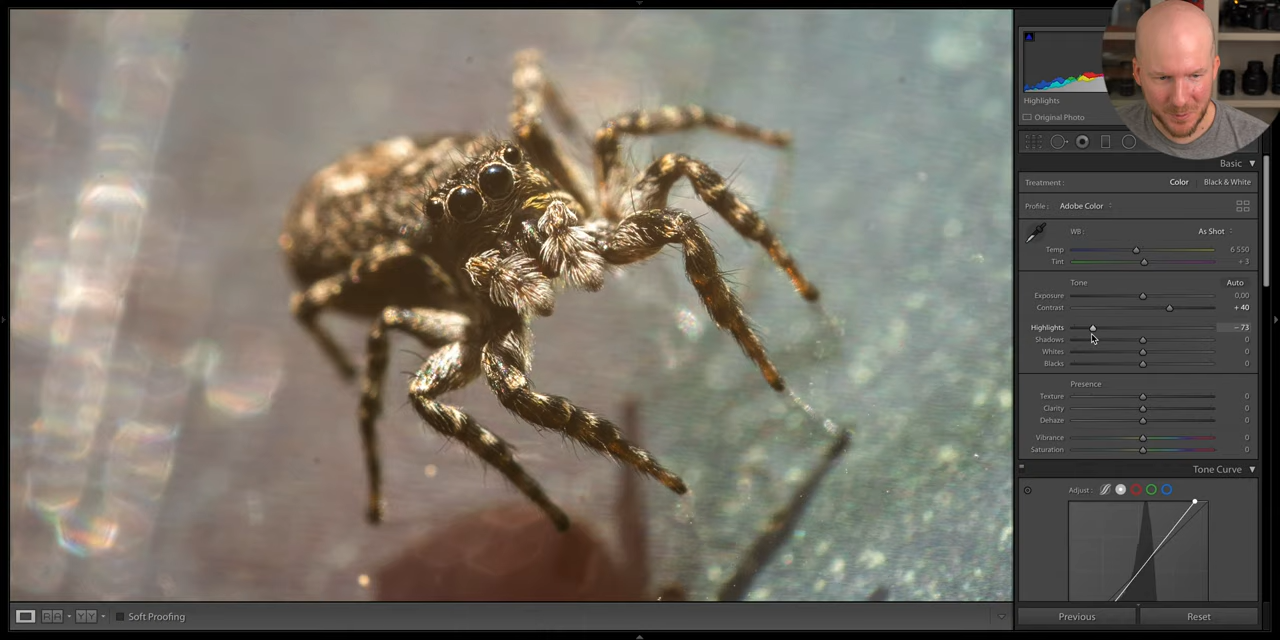 Highlights
Original Photo
Basic
Treatment : Color Black & White
Profile : Adobe Color
WB : As Shot
Temp 6 550
Tint + 3
Tone Auto
Exposure 0,00
Contrast + 40
Highlights − 73
Shadows 0
Whites 0
Blacks 0
Presence
Texture 0
Clarity 0
Dehaze 0
Vibrance 0
Saturation 0
Tone Curve
Adjust :
RA YY Soft Proofing Previous Reset